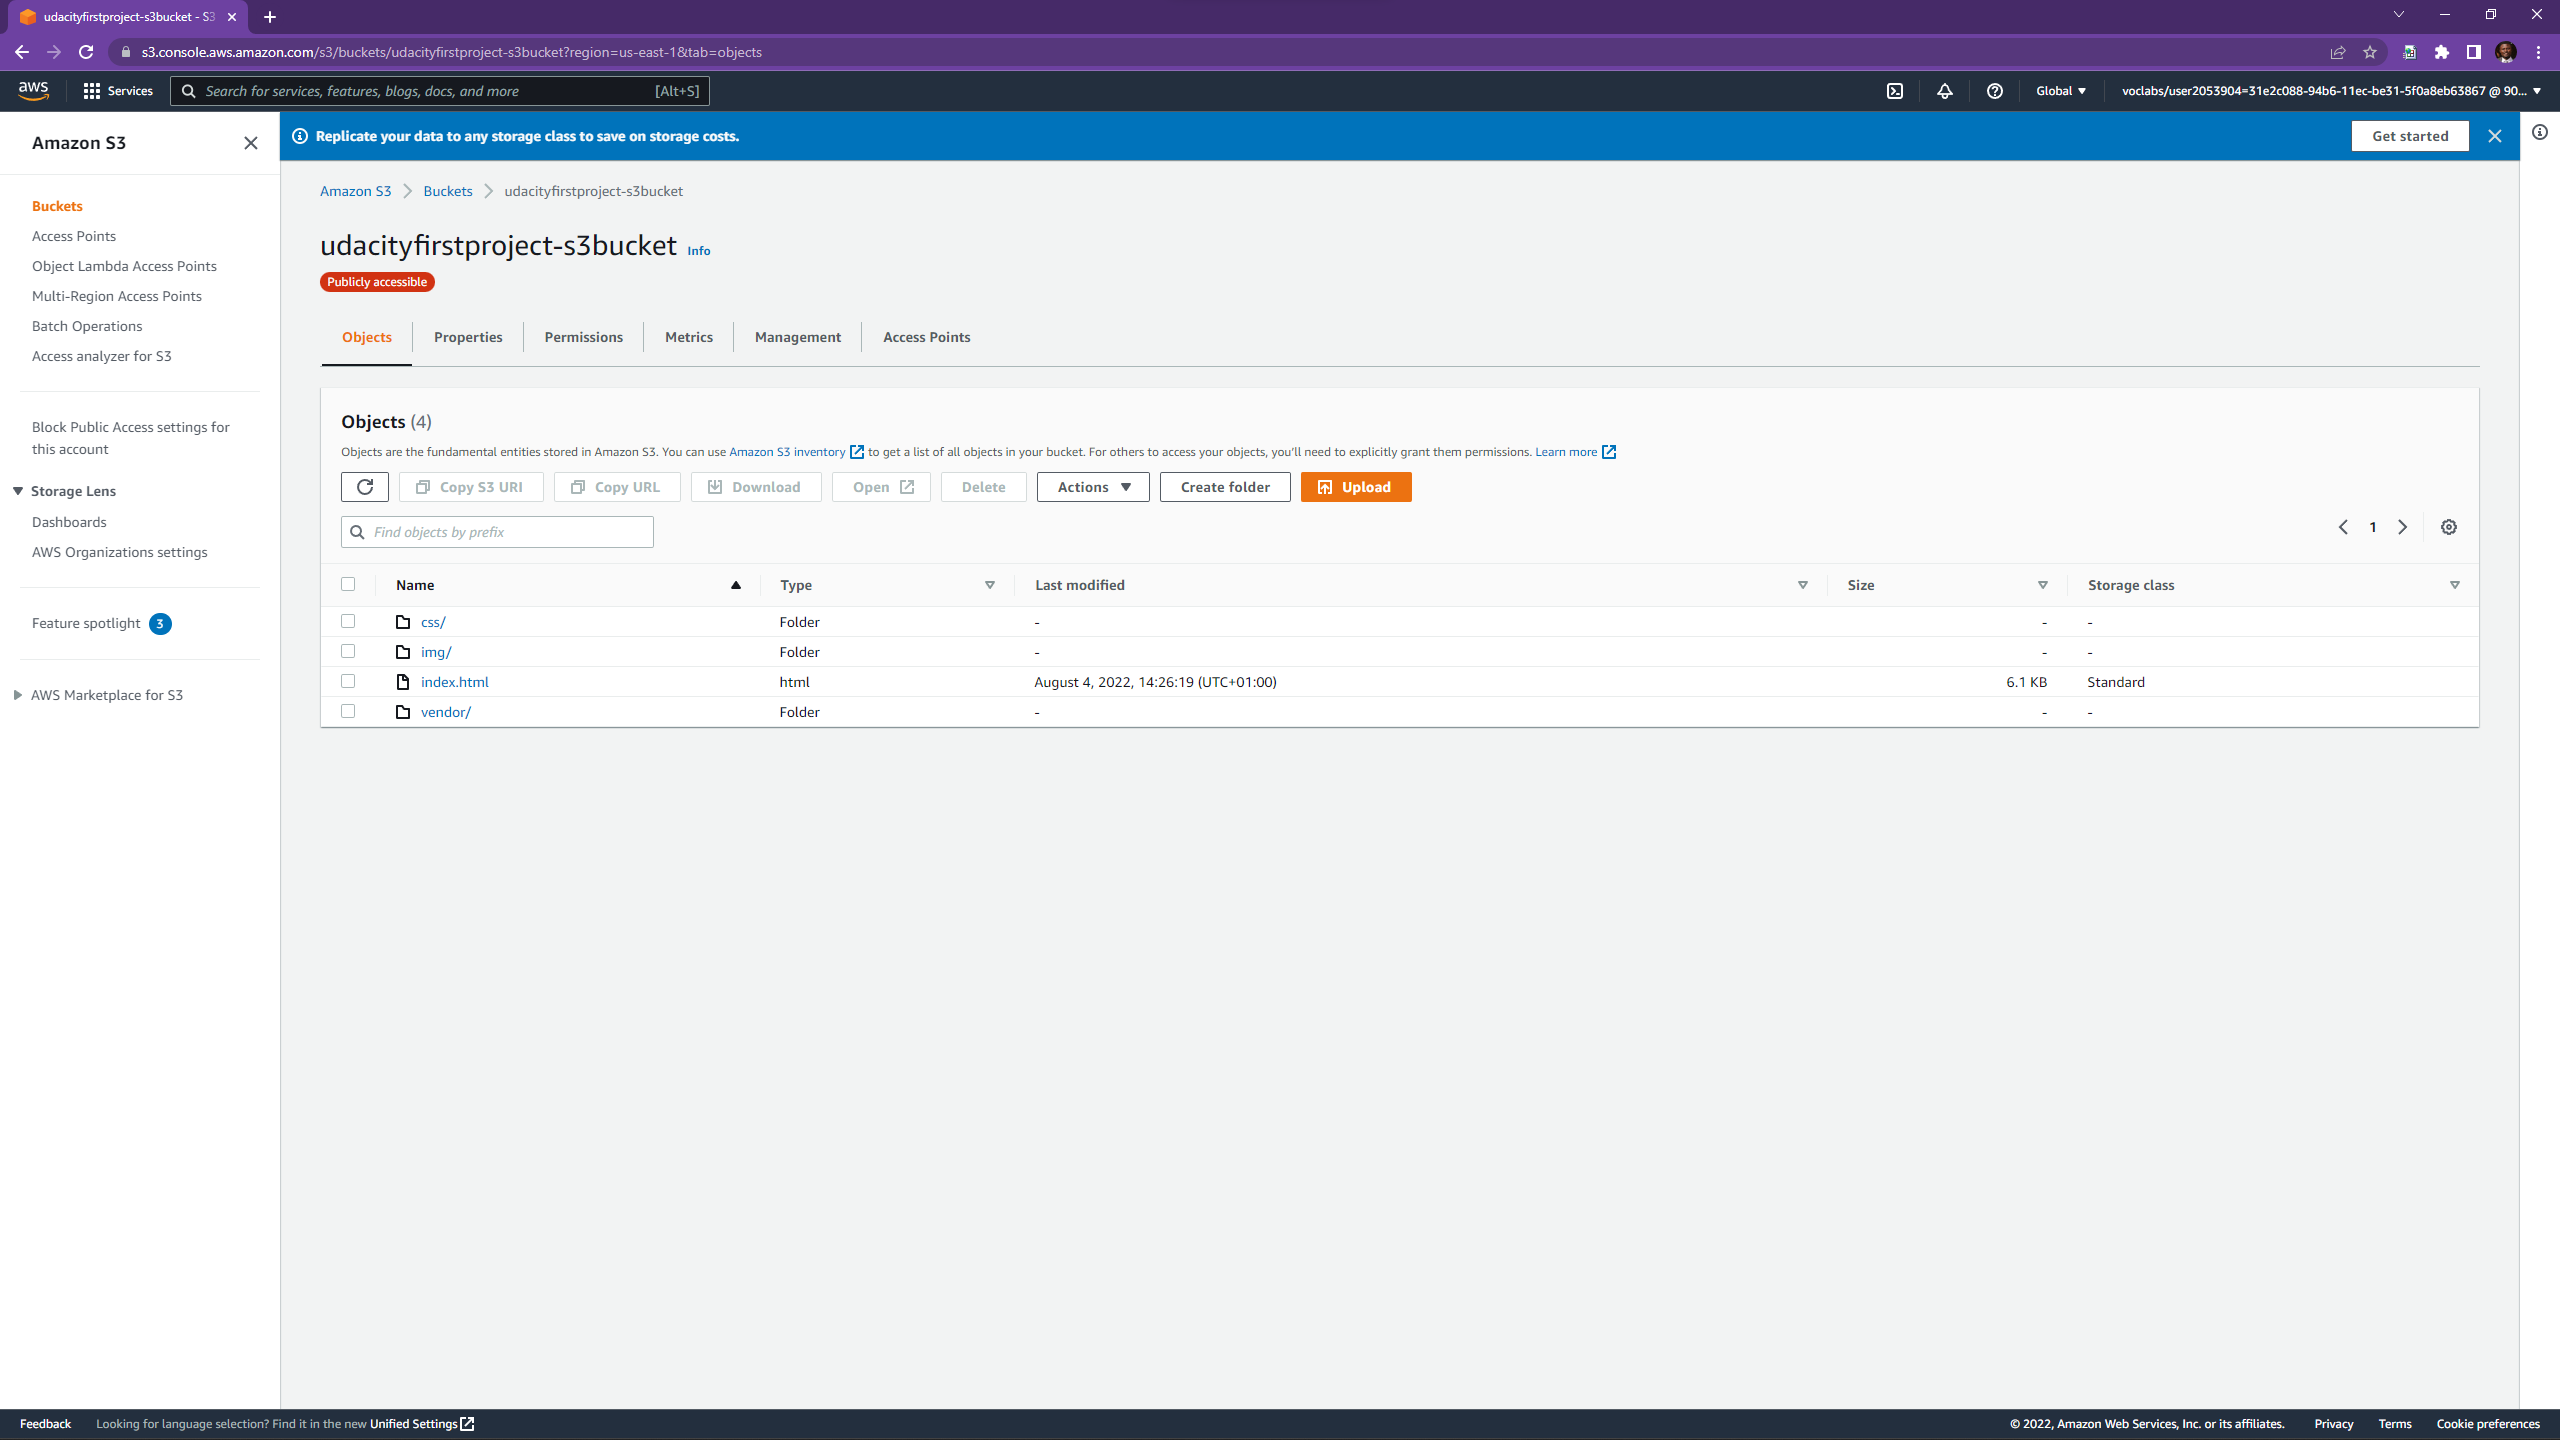 udacityfirstproject-s3bucket - S3
s3.console.aws.amazon.com/s3/buckets/udacityfirstproject-s3bucket?region=us-east-1&tab=objects
aws Services Search for services, features, blogs, docs, and more [Alt+S] Global voclabs/user2053904=31e2c088-94b6-11ec-be31-5f0a8eb63867 @ 90...
Amazon S3
Buckets
Access Points
Object Lambda Access Points
Multi-Region Access Points
Batch Operations
Access analyzer for S3
Block Public Access settings for
this account
Storage Lens
Dashboards
AWS Organizations settings
Feature spotlight 3
AWS Marketplace for S3
Replicate your data to any storage class to save on storage costs. Get started
Amazon S3 Buckets udacityfirstproject-s3bucket
udacityfirstproject-s3bucket Info
Publicly accessible
Objects Properties Permissions Metrics Management Access Points
Objects (4)
Objects are the fundamental entities stored in Amazon S3. You can use Amazon S3 inventory to get a list of all objects in your bucket. For others to access your objects, you'll need to explicitly grant them permissions. Learn more
Copy S3 URI Copy URL Download Open Delete Actions Create folder Upload
Find objects by prefix 1
Name Type Last modified Size Storage class
css/ Folder - - -
img/ Folder - - -
index.html html August 4, 2022, 14:26:19 (UTC+01:00) 6.1 KB Standard
vendor/ Folder - - -
Feedback Looking for language selection? Find it in the new Unified Settings © 2022, Amazon Web Services, Inc. or its affiliates. Privacy Terms Cookie preferences